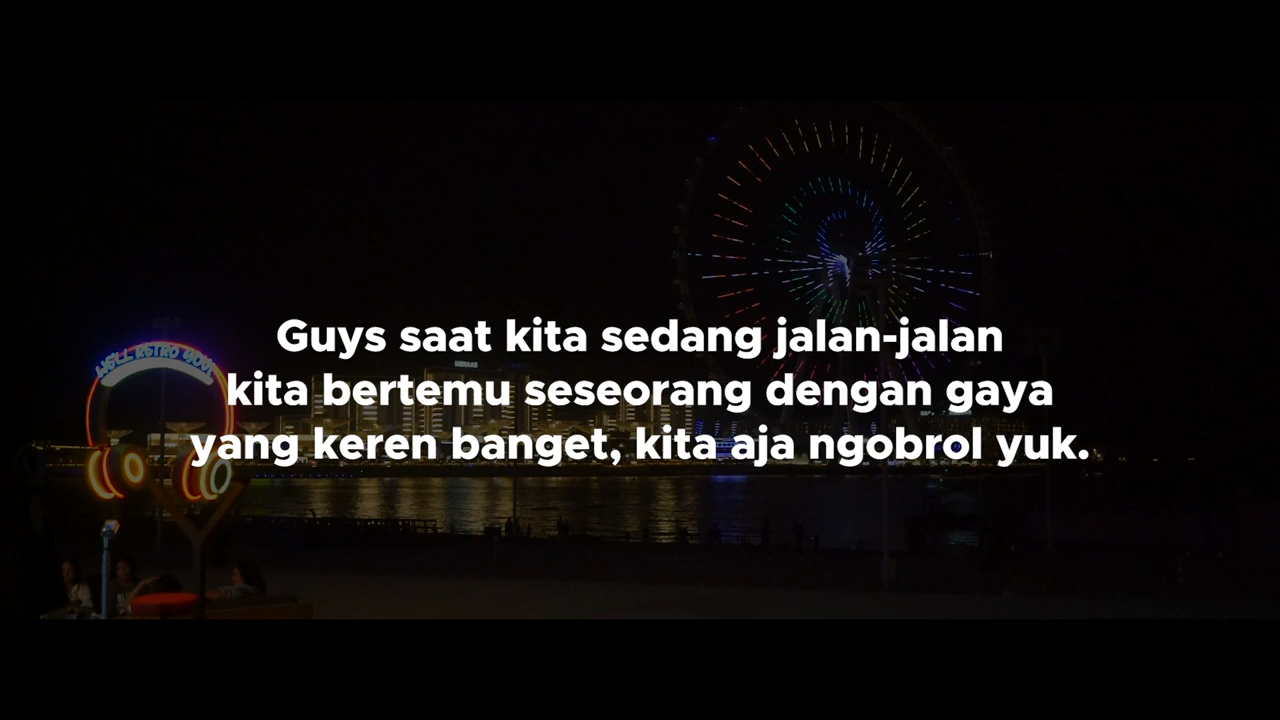 Guys saat kita sedang jalan-jalan
kita bertemu seseorang dengan gaya
yang keren banget, kita aja ngobrol yuk.